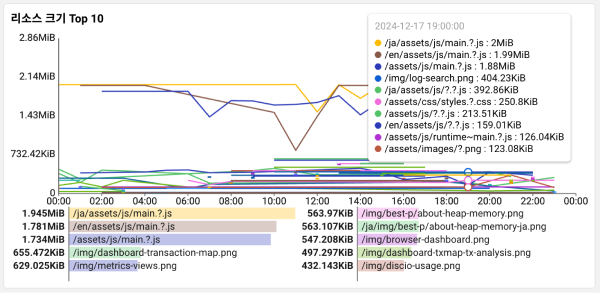 리소스 크기 Top 10
2.86MiB
2.14MiB
1.43MiB
732.42KiB
0
00:00 02:00 04:00 06:00 08:00 10:00 12:00 14:00 16:00 18:00 20:00 22:00 00:00
2024-12-17 19:00:00
/ja/assets/js/main.?.js : 2MiB
/en/assets/js/main.?.js : 1.99MiB
/assets/js/main.?.js : 1.88MiB
/img/log-search.png : 404.23KiB
/ja/assets/js/?.?.js : 392.86KiB
/assets/css/styles.?.css : 250.8KiB
/assets/js/?.?.js : 213.51KiB
/en/assets/js/?.?.js : 159.01KiB
/assets/js/runtime~main.?.js : 126.04KiB
/assets/images/?.png : 123.08KiB
1.945MiB /ja/assets/js/main.?.js
1.781MiB /en/assets/js/main.?.js
1.734MiB /assets/js/main.?.js
655.472KiB /img/dashboard-transaction-map.png
629.025KiB /img/metrics-views.png
563.97KiB /img/best-p/about-heap-memory.png
563.107KiB /ja/img/best-p/about-heap-memory-ja.png
547.208KiB /img/browser-dashboard.png
497.297KiB /img/dashboard-txmap-tx-analysis.png
432.143KiB /img/discio-usage.png